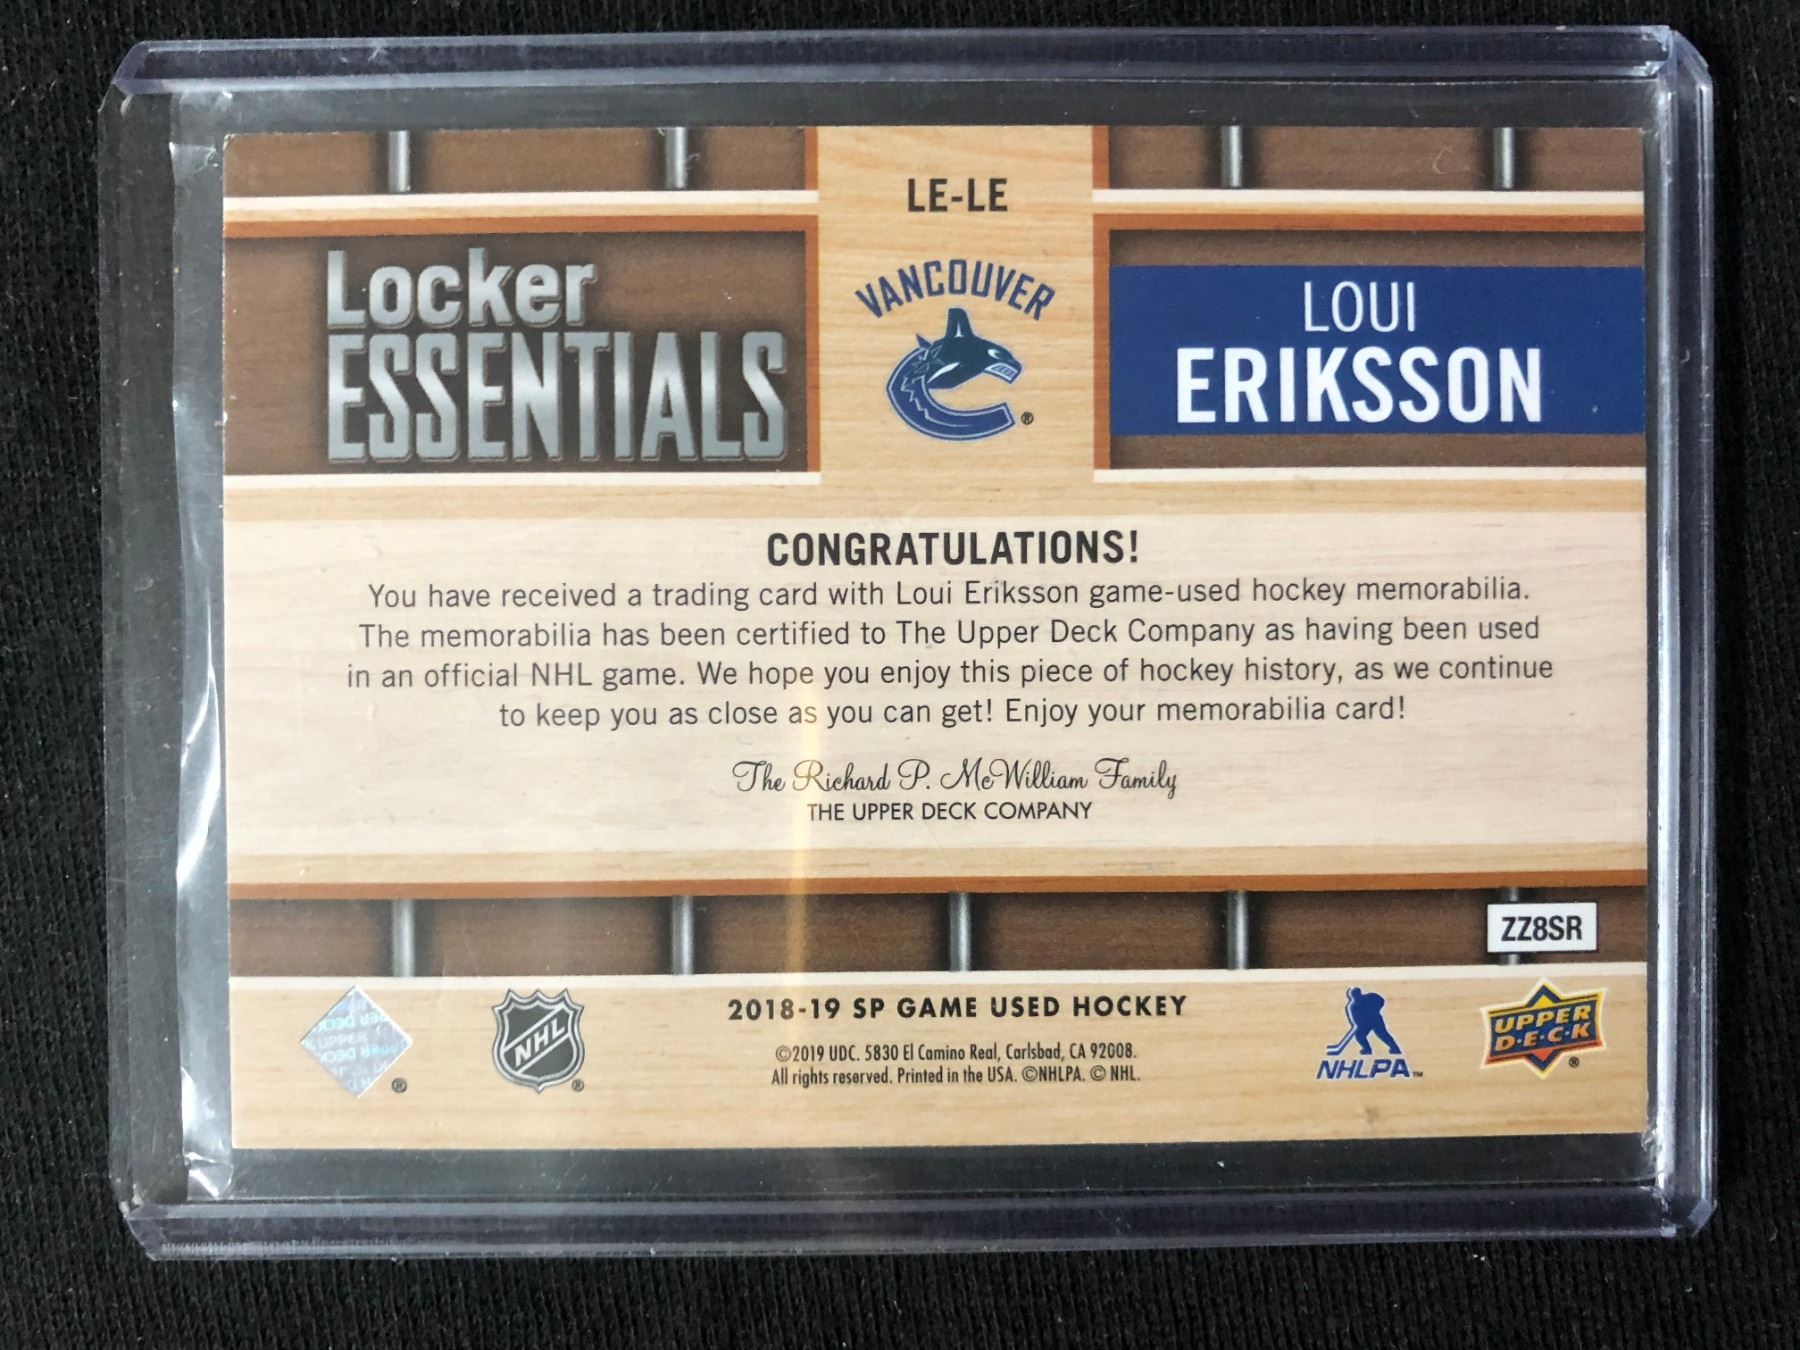 LE-LE
Locker
ESSENTIALS
VANCOUVER
®
LOUI
ERIKSSON
CONGRATULATIONS!
You have received a trading card with Loui Eriksson game-used hockey memorabilia.
The memorabilia has been certified to The Upper Deck Company as having been used
in an official NHL game. We hope you enjoy this piece of hockey history, as we continue
to keep you as close as you can get! Enjoy your memorabilia card!
The Richard P. McWilliam Family
THE UPPER DECK COMPANY
ZZ8SR
2018-19 SP GAME USED HOCKEY
©2019 UDC. 5830 El Camino Real, Carlsbad, CA 92008.
All rights reserved. Printed in the USA. ©NHLPA. © NHL.
®
NHL
®
NHLPA™
UPPER
D·E·C·K
®